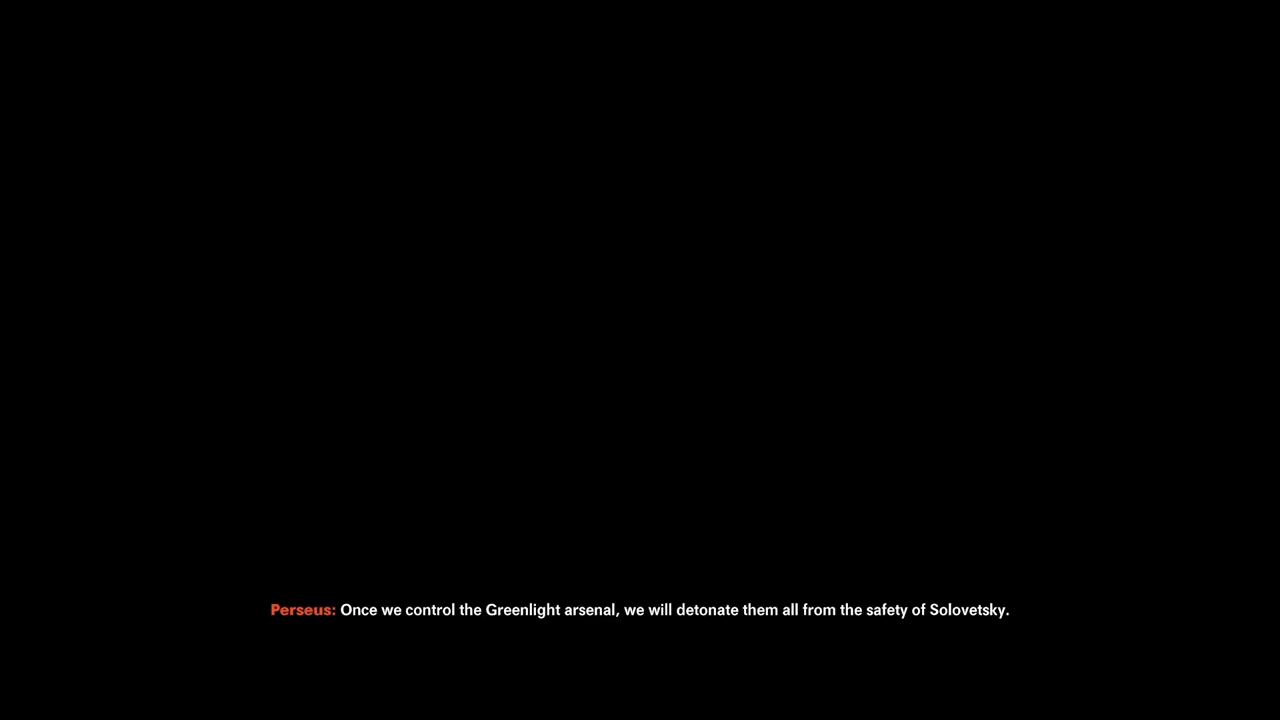 Perseus: Once we control the Greenlight arsenal, we will detonate them all from the safety of Solovetsky.